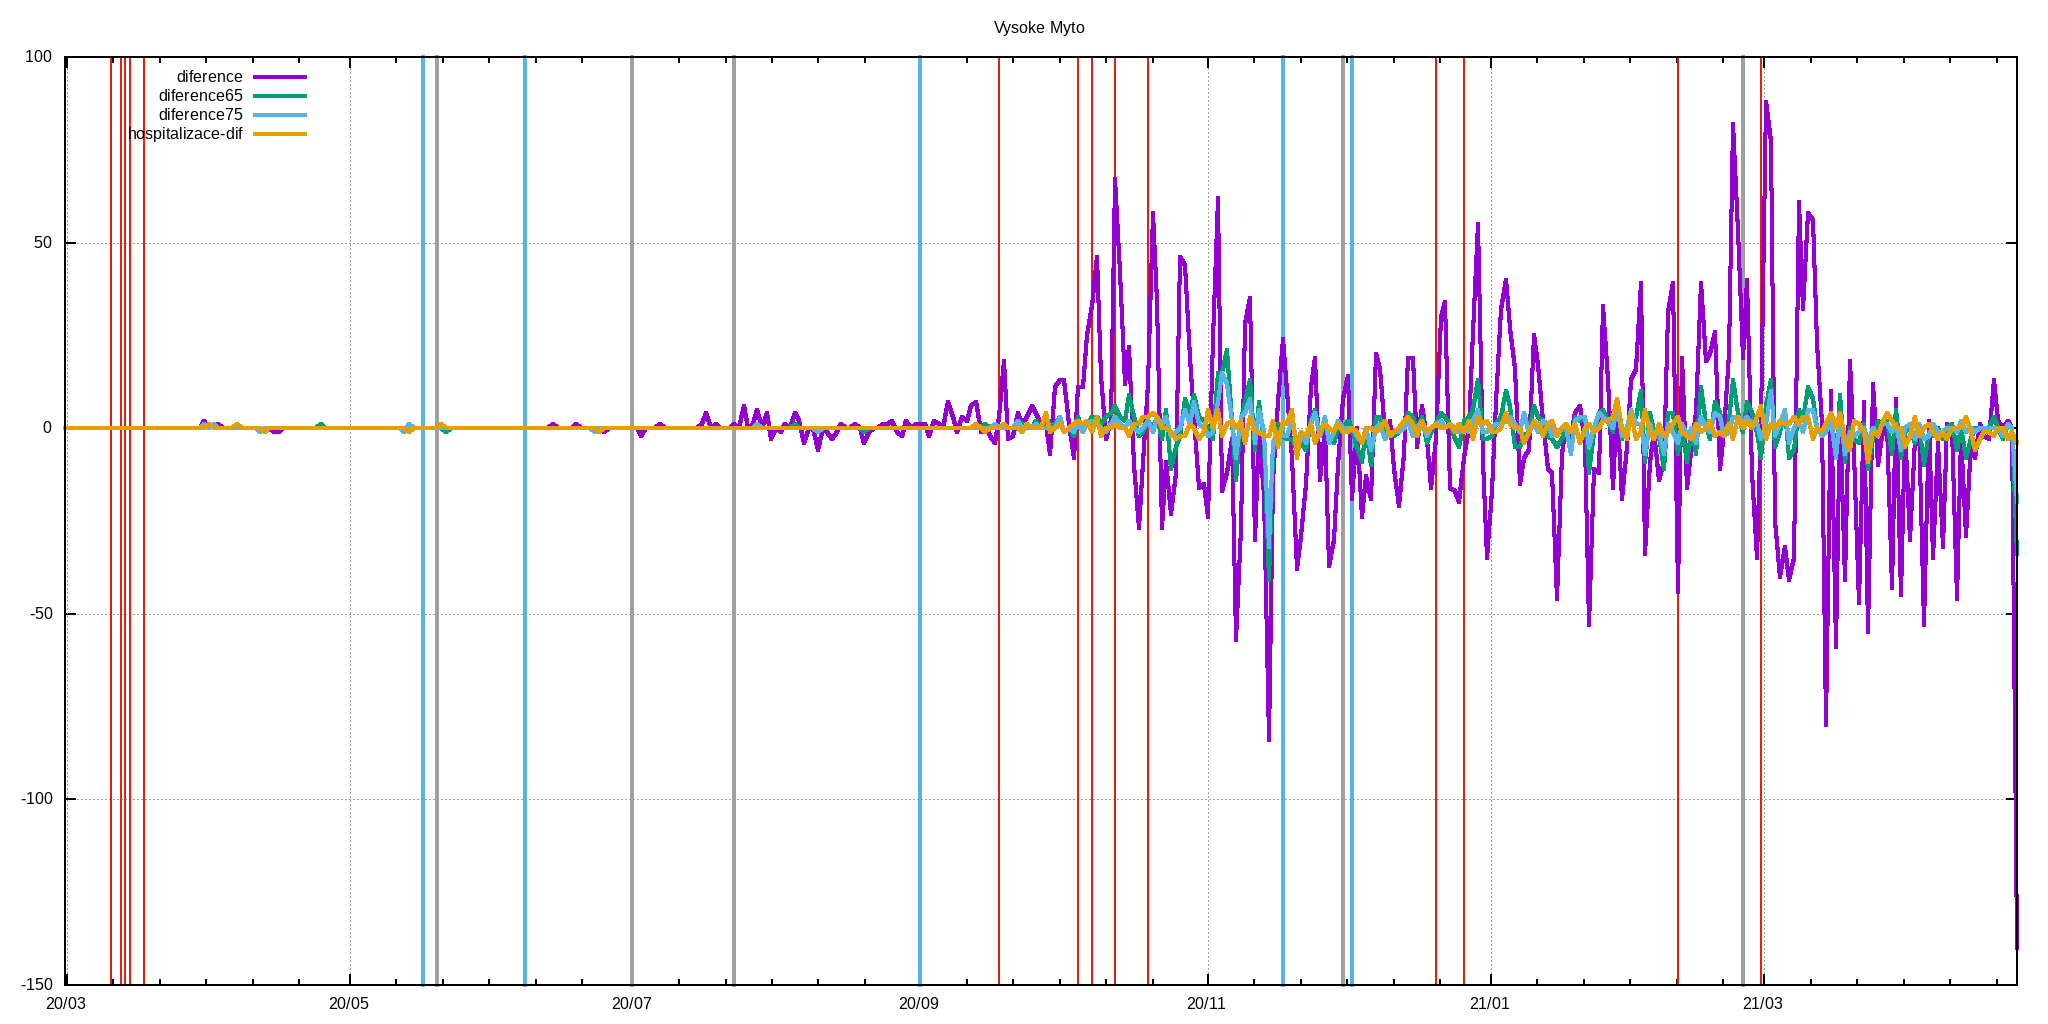 Vysoke Myto
100
diference
diference65
diference75
hospitalizace-dif
50
0
-50
-100
-150
20/03 20/05 20/07 20/09 20/11 21/01 21/03